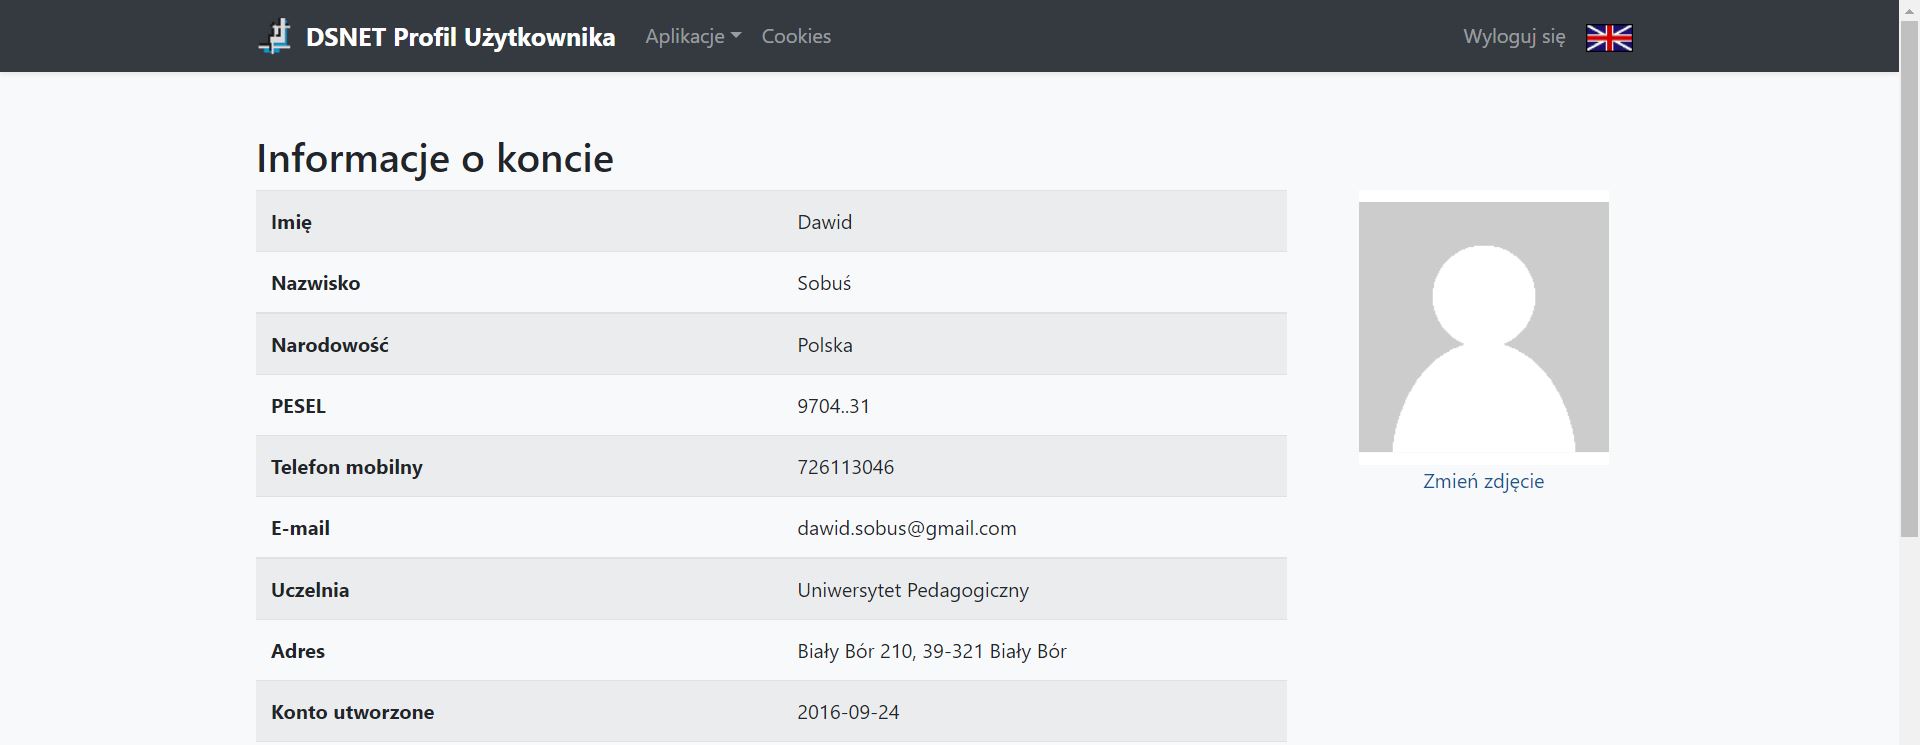 DSNET Profil Użytkownika Aplikacje Cookies Wyloguj się
Informacje o koncie
Imię Dawid
Nazwisko Sobuś
Narodowość Polska
PESEL 9704..31
Telefon mobilny 726113046
E-mail dawid.sobus@gmail.com
Uczelnia Uniwersytet Pedagogiczny
Adres Biały Bór 210, 39-321 Biały Bór
Konto utworzone 2016-09-24
Zmień zdjęcie